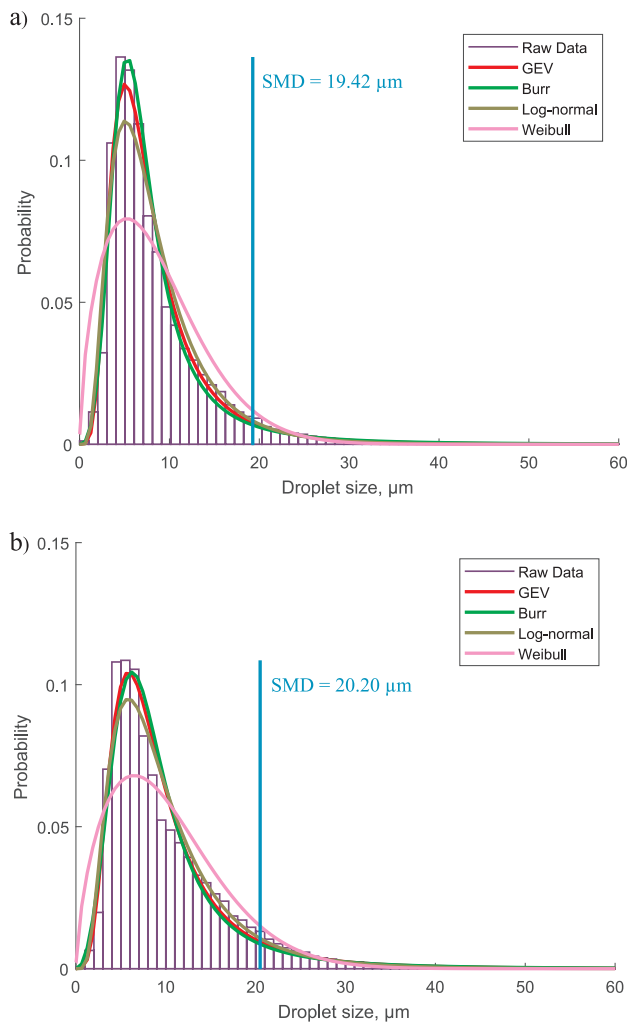 a)
0.15
Raw Data
GEV
Burr
Log-normal
Weibull
SMD = 19.42 µm
0.1
Probability
0.05
0
0 10 20 30 40 50 60
Droplet size, µm
b)
0.15
Raw Data
GEV
Burr
Log-normal
Weibull
0.1
SMD = 20.20 µm
Probability
0.05
0
0 10 20 30 40 50 60
Droplet size, µm